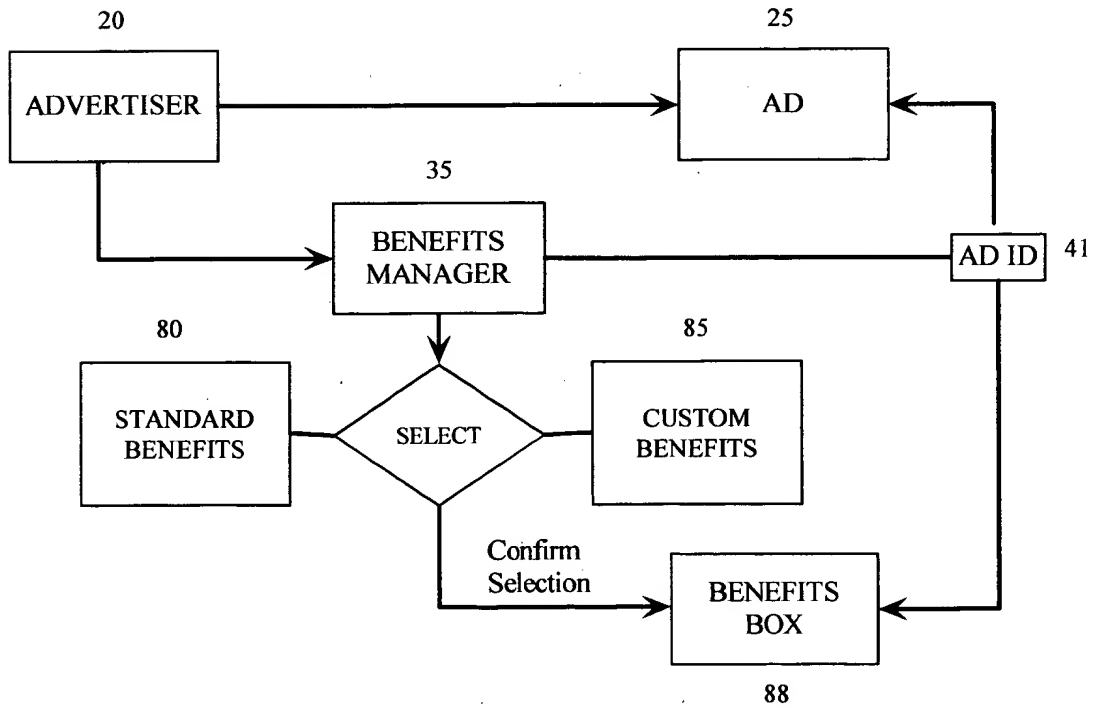 20
25
ADVERTISER
AD
35
BENEFITS
MANAGER
AD ID
41
80
85
STANDARD
BENEFITS
SELECT
CUSTOM
BENEFITS
Confirm
Selection
BENEFITS
BOX
88